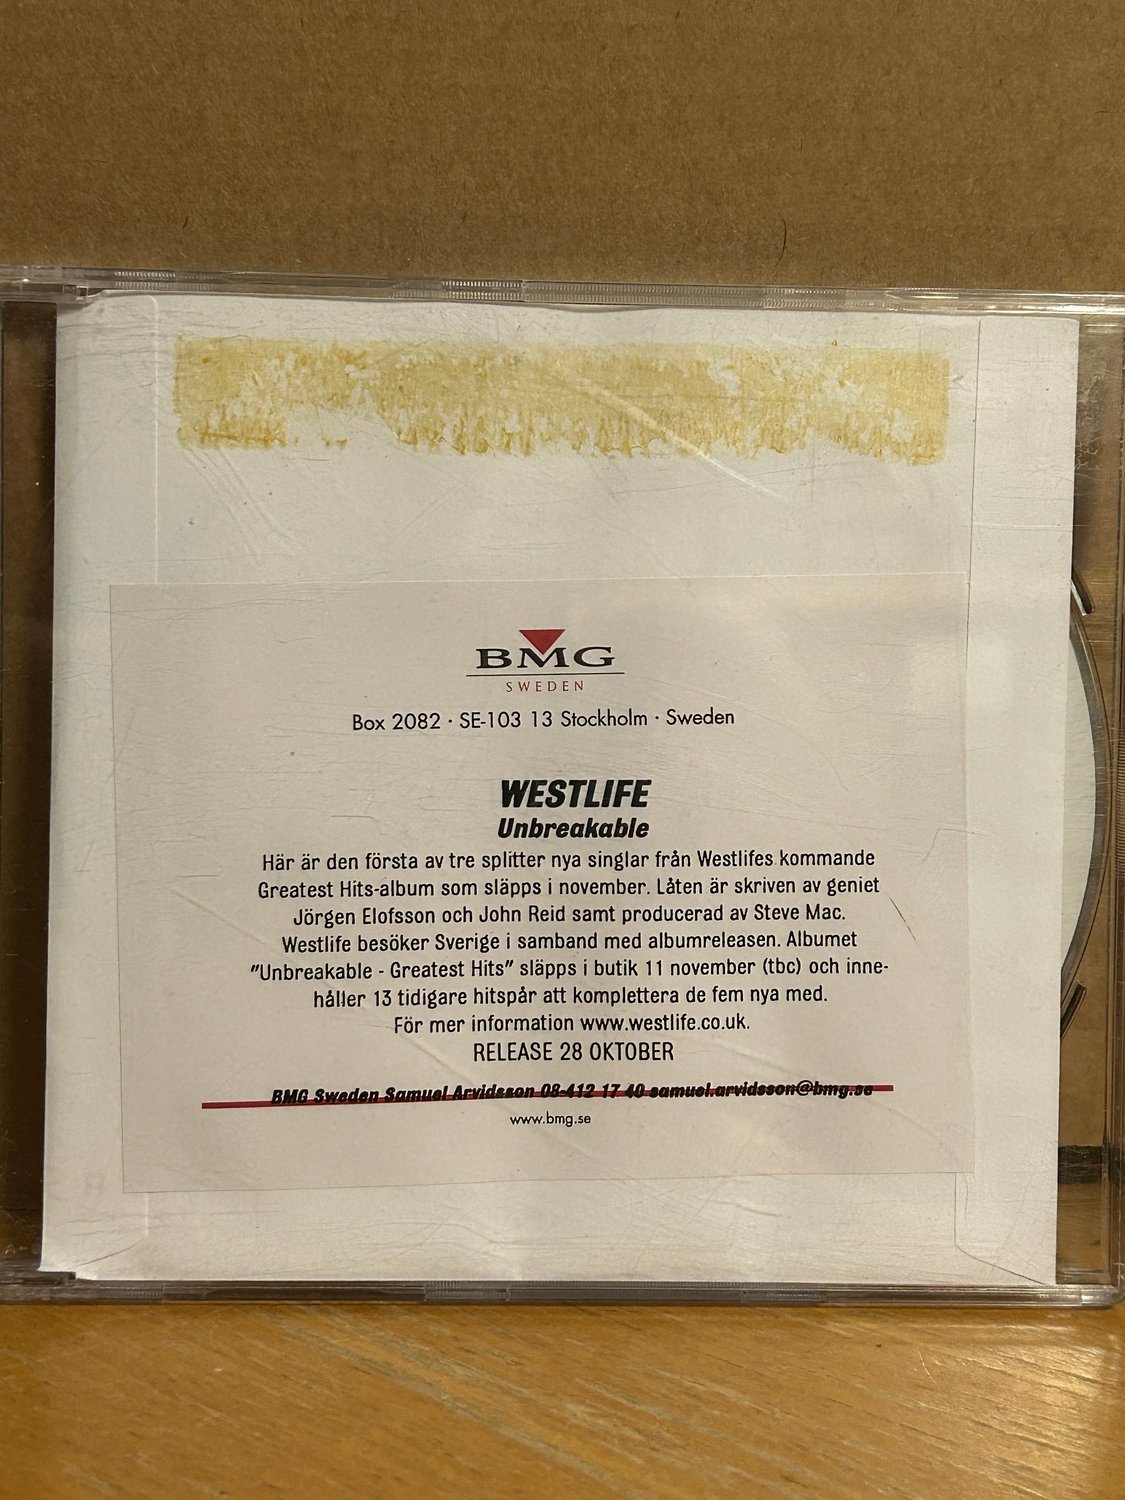 BMG
SWEDEN
Box 2082 · SE-103 13 Stockholm · Sweden
WESTLIFE
Unbreakable
Här är den första av tre splitter nya singlar från Westlifes kommande
Greatest Hits-album som släpps i november. Låten är skriven av geniet
Jörgen Elofsson och John Reid samt producerad av Steve Mac.
Westlife besöker Sverige i samband med albumreleasen. Albumet
"Unbreakable - Greatest Hits" släpps i butik 11 november (tbc) och inne-
håller 13 tidigare hitspår att komplettera de fem nya med.
För mer information www.westlife.co.uk.
RELEASE 28 OKTOBER
BMG Sweden Samuel Arvidsson 08-412 17 40 samuel.arvidsson@bmg.se
www.bmg.se